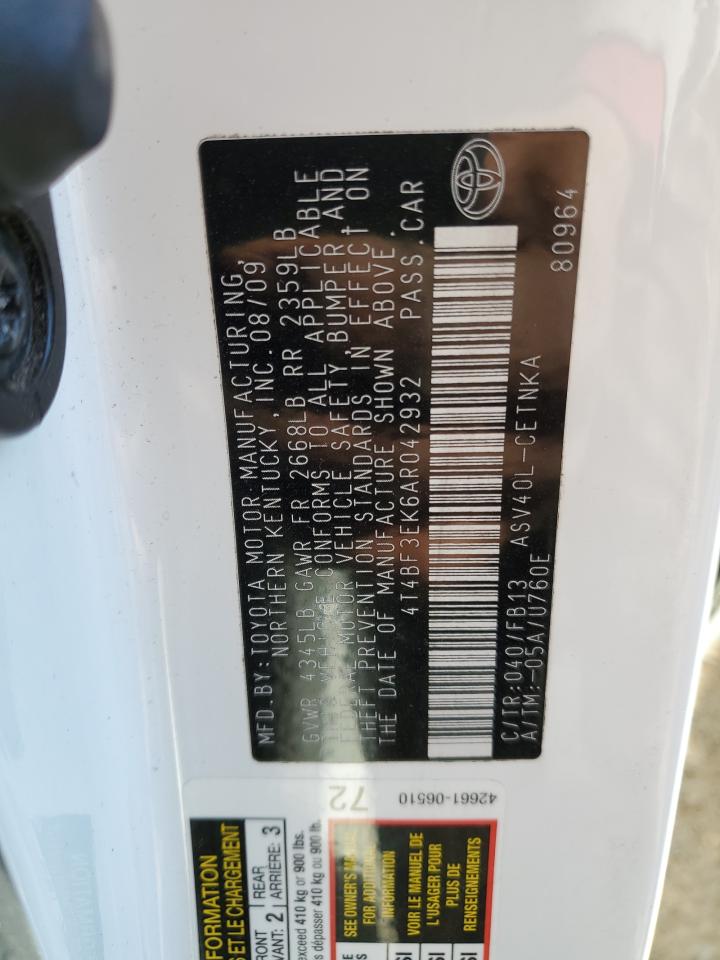 MFD.BY:TOYOTA MOTOR MANUFACTURING,
NORTHERN KENTUCKY, INC.08/09
GVWR 4345LB GAWR FR 2668LB RR 2359LB
THIS VEHICLE CONFORMS TO ALL APPLICABLE
FEDERAL MOTOR VEHICLE SAFETY, BUMPER AND
THEFT PREVENTION STANDARDS IN EFFECT ON
THE DATE OF MANUFACTURE SHOWN ABOVE.
4T4BF3EK6AR042932 PASS.CAR
C/TR:040/FB13 ASV40L-CETNKA
A/TM:-05A/U760E
80964
42661-06510
72
INFORMATION
S ET LE CHARGEMENT
FRONT
VANT: 2
REAR
ARRIÈRE: 3
exceed 410 kg or 900 lbs.
s dépasser 410 kg ou 900 lb.
SEE OWNER'S MANUAL
FOR ADDITIONAL
INFORMATION
VOIR LE MANUEL DE
L'USAGER POUR
PLUS DE
RENSEIGNEMENTS